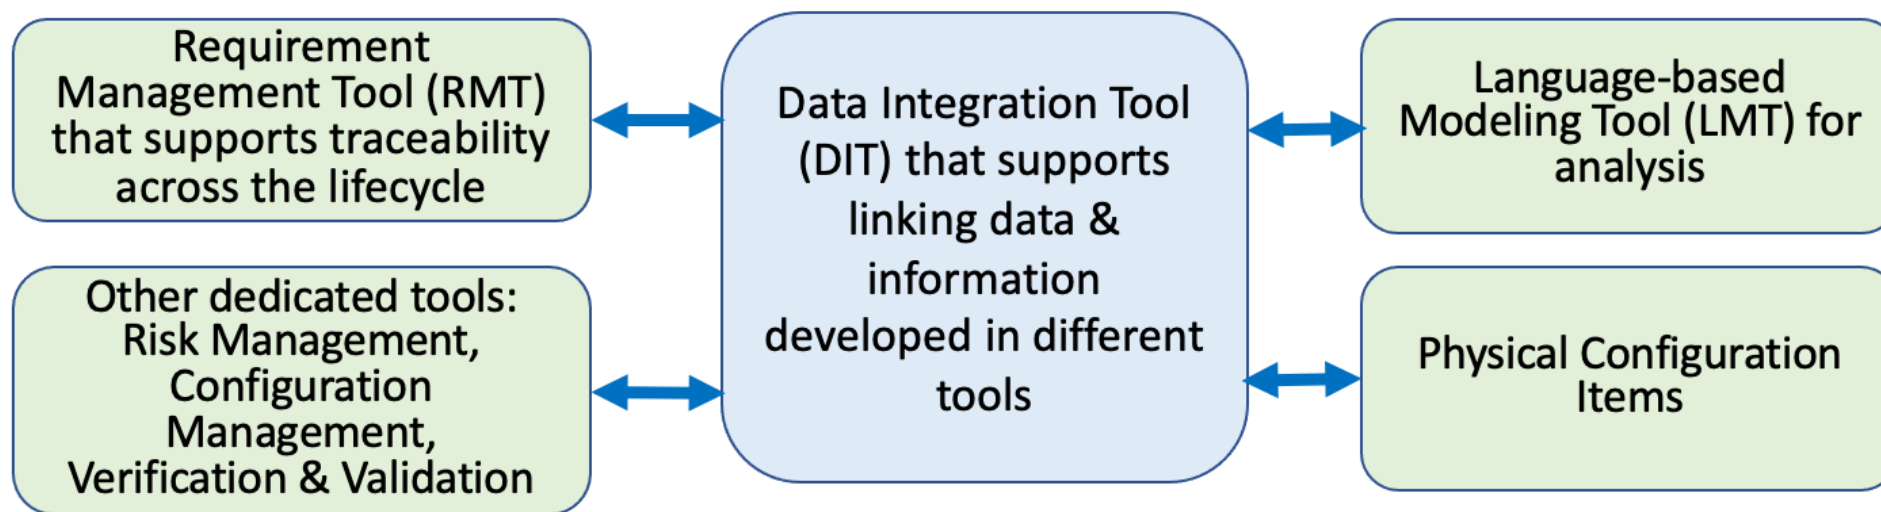 Requirement
Management Tool (RMT)
that supports traceability
across the lifecycle
Other dedicated tools:
Risk Management,
Configuration
Management,
Verification & Validation
Data Integration Tool
(DIT) that supports
linking data &
information
developed in different
tools
Language-based
Modeling Tool (LMT) for
analysis
Physical Configuration
Items